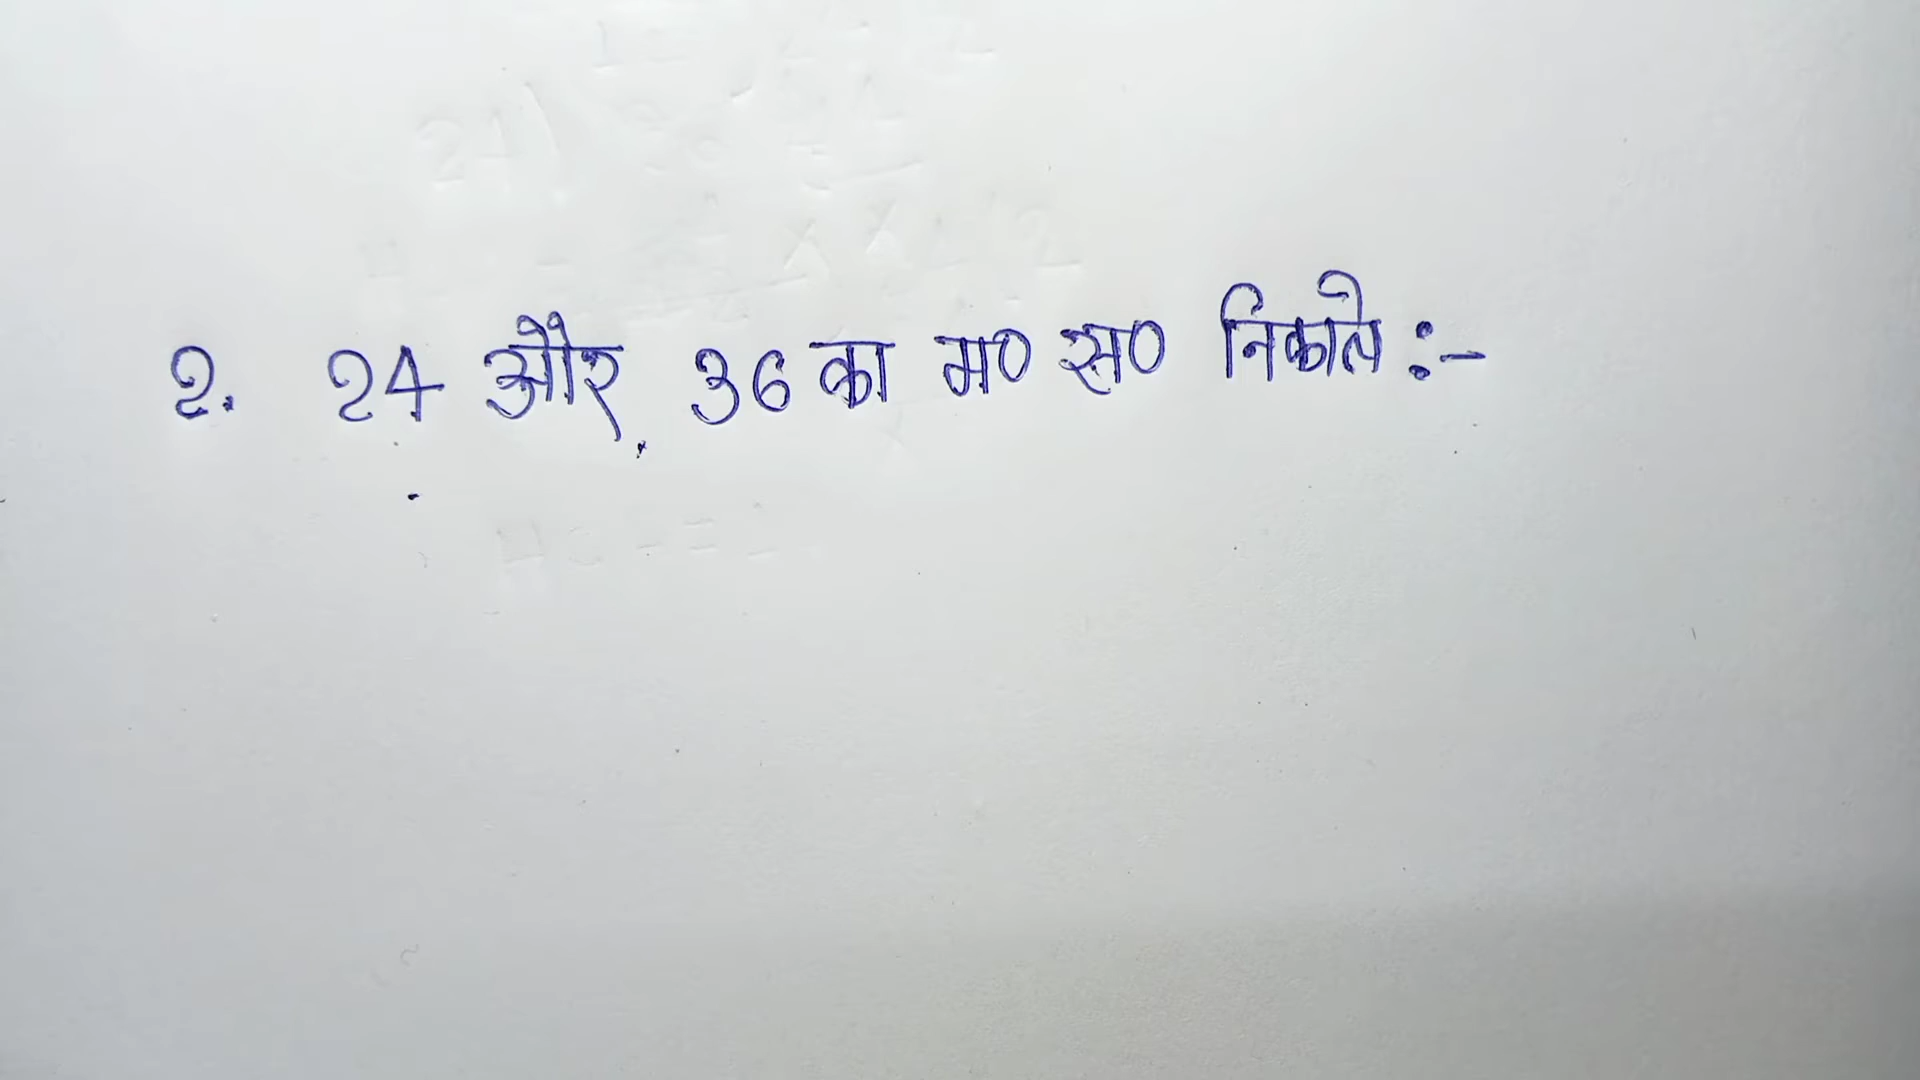 2. 24 और 36 का म० स० निकाले :-